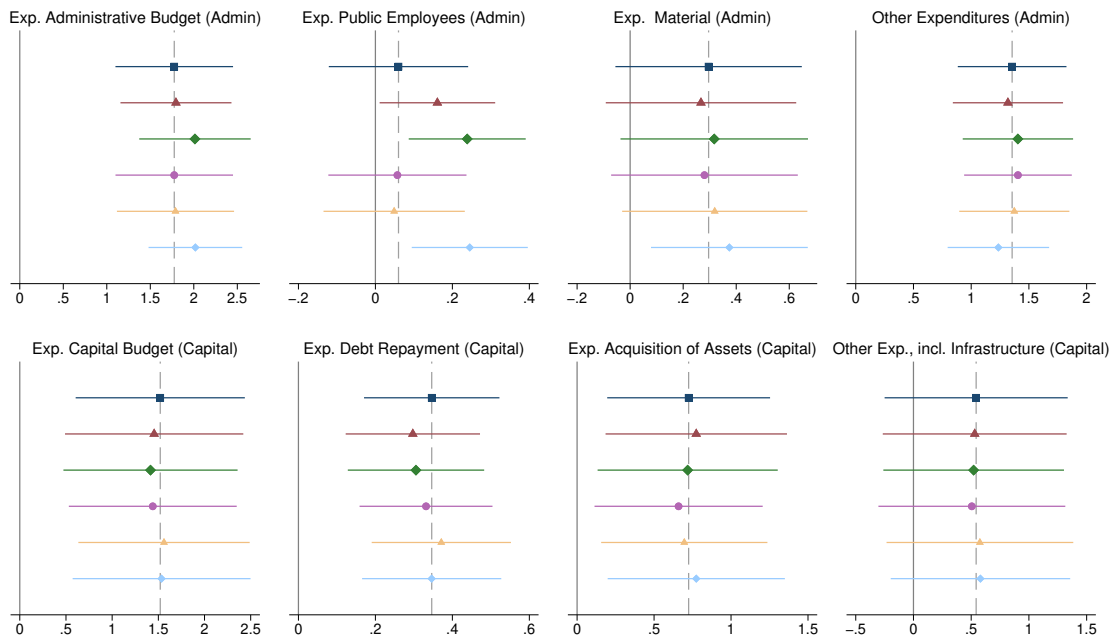 Exp. Administrative Budget (Admin)
Exp. Public Employees (Admin)
Exp. Material (Admin)
Other Expenditures (Admin)
0 .5 1 1.5 2 2.5
−.2 0 .2 .4
−.2 0 .2 .4 .6
0 .5 1 1.5 2
Exp. Capital Budget (Capital)
Exp. Debt Repayment (Capital)
Exp. Acquisition of Assets (Capital)
Other Exp., incl. Infrastructure (Capital)
0 .5 1 1.5 2 2.5
0 .2 .4 .6
0 .5 1 1.5
−.5 0 .5 1 1.5